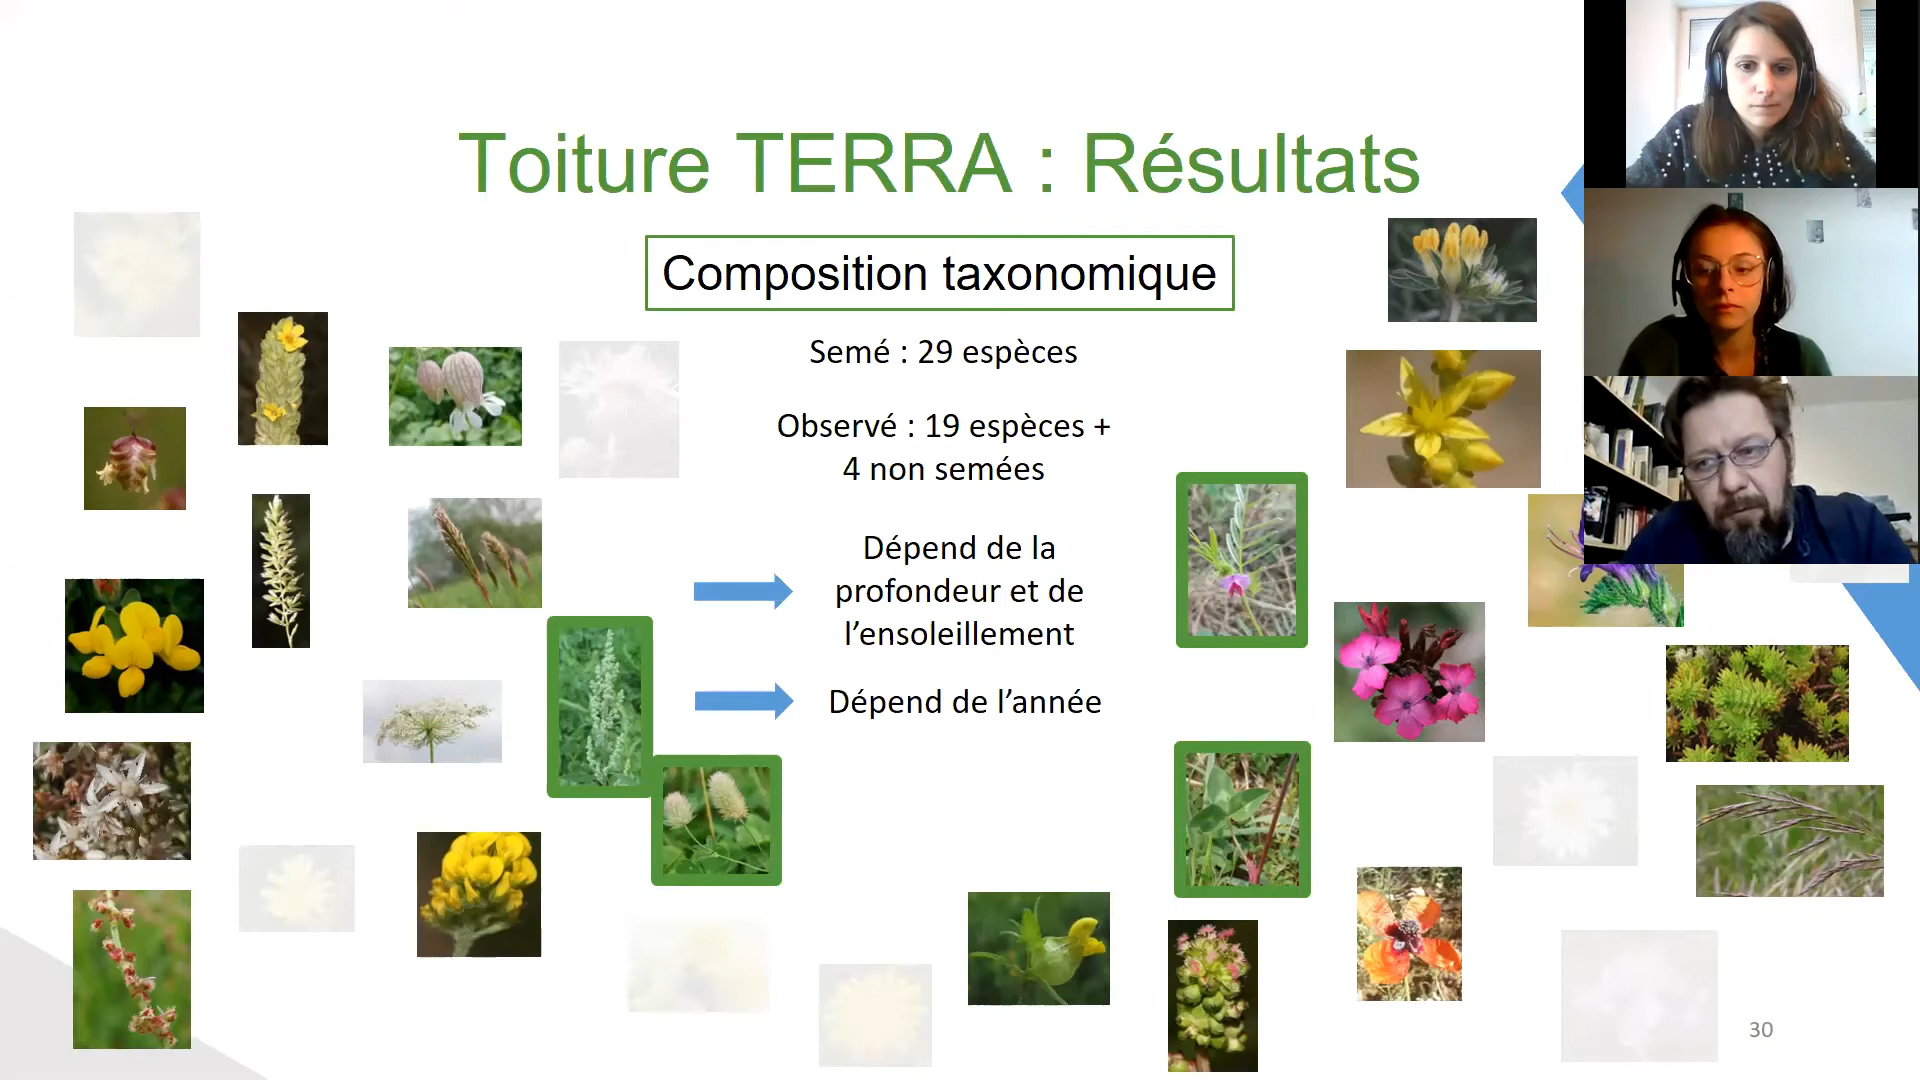 Toiture TERRA : Résultats
Composition taxonomique
Semé : 29 espèces
Observé : 19 espèces +
4 non semées
Dépend de la
profondeur et de
l’ensoleillement
Dépend de l’année
30